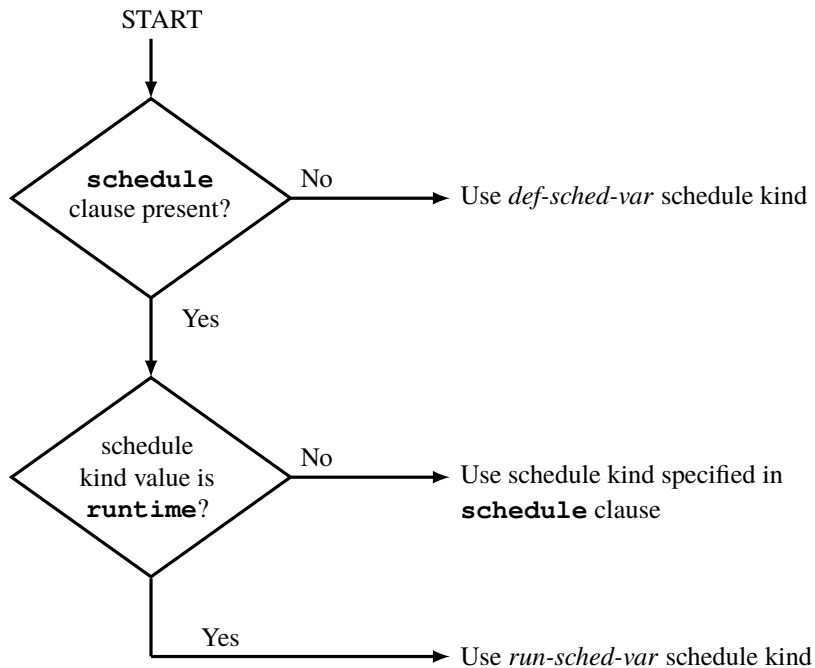 START
schedule
clause present?
No
Use def-sched-var schedule kind
Yes
schedule
kind value is
runtime?
No
Use schedule kind specified in
schedule clause
Yes
Use run-sched-var schedule kind